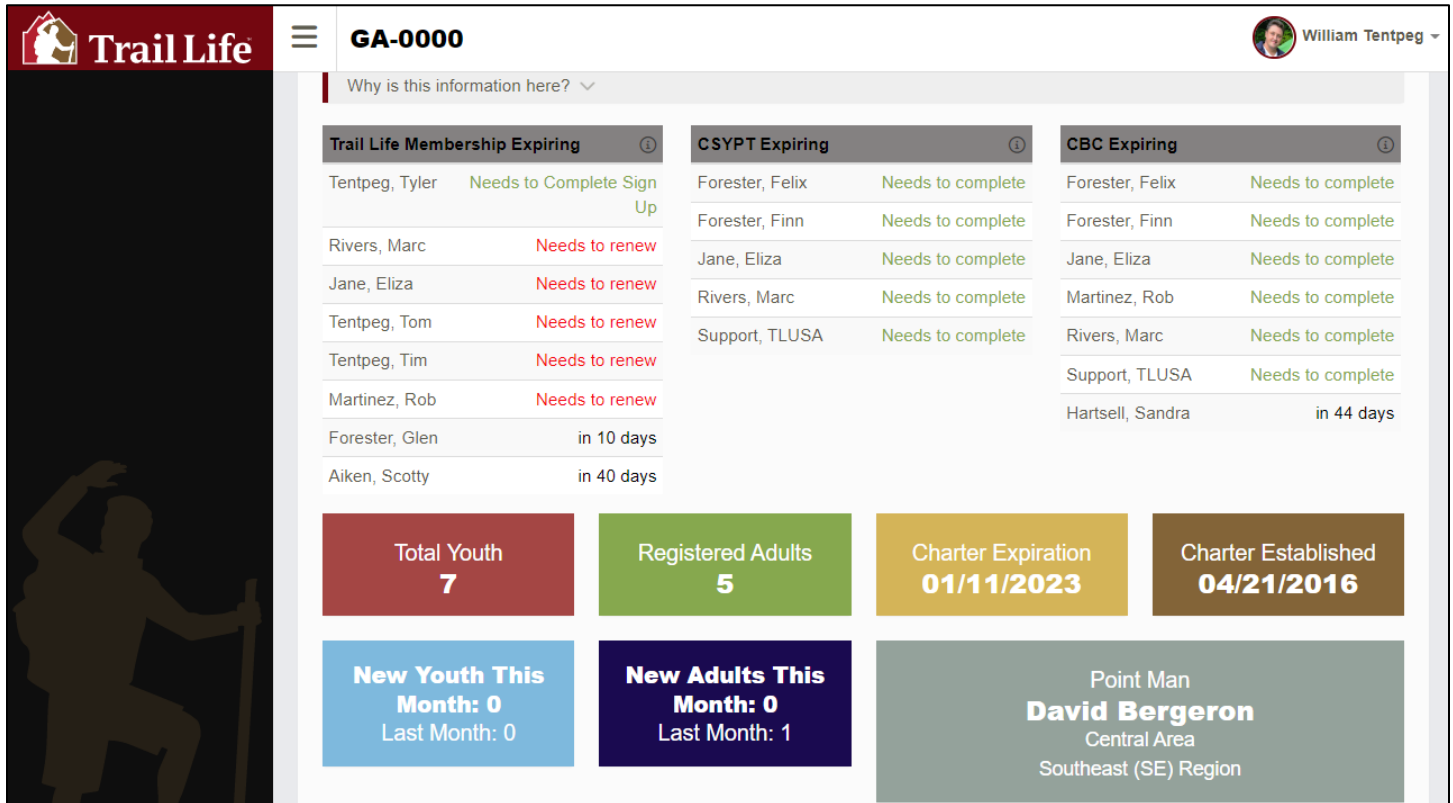 Trail Life
GA-0000
William Tentpeg
Why is this information here?
Trail Life Membership Expiring
Tentpeg, Tyler Needs to Complete Sign
Up
Rivers, Marc Needs to renew
Jane, Eliza Needs to renew
Tentpeg, Tom Needs to renew
Tentpeg, Tim Needs to renew
Martinez, Rob Needs to renew
Forester, Glen in 10 days
Aiken, Scotty in 40 days
CSYPT Expiring
Forester, Felix Needs to complete
Forester, Finn Needs to complete
Jane, Eliza Needs to complete
Rivers, Marc Needs to complete
Support, TLUSA Needs to complete
CBC Expiring
Forester, Felix Needs to complete
Forester, Finn Needs to complete
Jane, Eliza Needs to complete
Martinez, Rob Needs to complete
Rivers, Marc Needs to complete
Support, TLUSA Needs to complete
Hartsell, Sandra in 44 days
Total Youth
7
Registered Adults
5
Charter Expiration
01/11/2023
Charter Established
04/21/2016
New Youth This
Month: 0
Last Month: 0
New Adults This
Month: 0
Last Month: 1
Point Man
David Bergeron
Central Area
Southeast (SE) Region